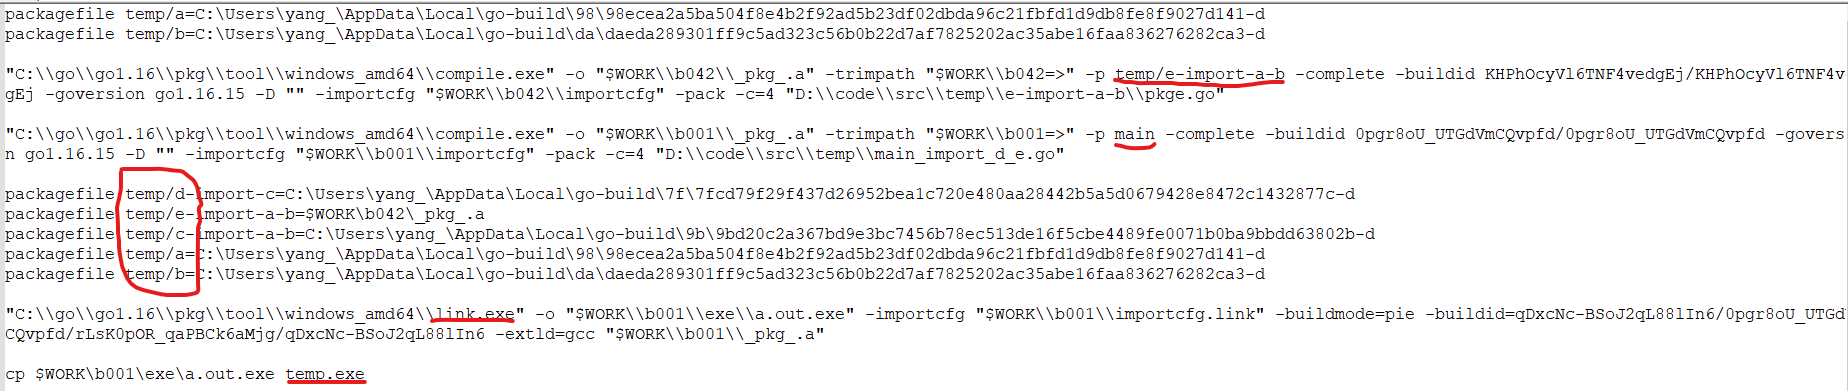 packagefile temp/a=C:\Users\yang_\AppData\Local\go-build\98\98ecea2a5ba504f8e4b2f92ad5b23df02dbda96c21fbfd1d9db8fe8f9027d141-d
packagefile temp/b=C:\Users\yang_\AppData\Local\go-build\da\daeda289301ff9c5ad323c56b0b22d7af7825202ac35abe16faa836276282ca3-d
"C:\\go\\go1.16\\pkg\\tool\\windows_amd64\\compile.exe" -o "$WORK\\b042\\_pkg_.a" -trimpath "$WORK\\b042=>" -p temp/e-import-a-b -complete -buildid KHPhOcyVl6TNF4vedgEj/KHPhOcyVl6TNF4v
gEj -goversion go1.16.15 -D "" -importcfg "$WORK\\b042\\importcfg" -pack -c=4 "D:\\code\\src\\temp\\e-import-a-b\\pkge.go"
"C:\\go\\go1.16\\pkg\\tool\\windows_amd64\\compile.exe" -o "$WORK\\b001\\_pkg_.a" -trimpath "$WORK\\b001=>" -p main -complete -buildid 0pgr8oU_UTGdVmCQvpfd/0pgr8oU_UTGdVmCQvpfd -govers
n go1.16.15 -D "" -importcfg "$WORK\\b001\\importcfg" -pack -c=4 "D:\\code\\src\\temp\\main_import_d_e.go"
packagefile temp/d-import-c=C:\Users\yang_\AppData\Local\go-build\7f\7fcd79f29f437d26952bea1c720e480aa28442b5a5d0679428e8472c1432877c-d
packagefile temp/e-import-a-b=$WORK\b042\_pkg_.a
packagefile temp/c-import-a-b=C:\Users\yang_\AppData\Local\go-build\9b\9bd20c2a367bd9e3bc7456b78ec513de16f5cbe4489fe0071b0ba9bbdd63802b-d
packagefile temp/a=C:\Users\yang_\AppData\Local\go-build\98\98ecea2a5ba504f8e4b2f92ad5b23df02dbda96c21fbfd1d9db8fe8f9027d141-d
packagefile temp/b=C:\Users\yang_\AppData\Local\go-build\da\daeda289301ff9c5ad323c56b0b22d7af7825202ac35abe16faa836276282ca3-d
"C:\\go\\go1.16\\pkg\\tool\\windows_amd64\\link.exe" -o "$WORK\\b001\\exe\\a.out.exe" -importcfg "$WORK\\b001\\importcfg.link" -buildmode=pie -buildid=qDxcNc-BSoJ2qL88lIn6/0pgr8oU_UTGd
CQvpfd/rLsK0pOR_qaPBCk6aMjg/qDxcNc-BSoJ2qL88lIn6 -extld=gcc "$WORK\\b001\\_pkg_.a"
cp $WORK\b001\exe\a.out.exe temp.exe